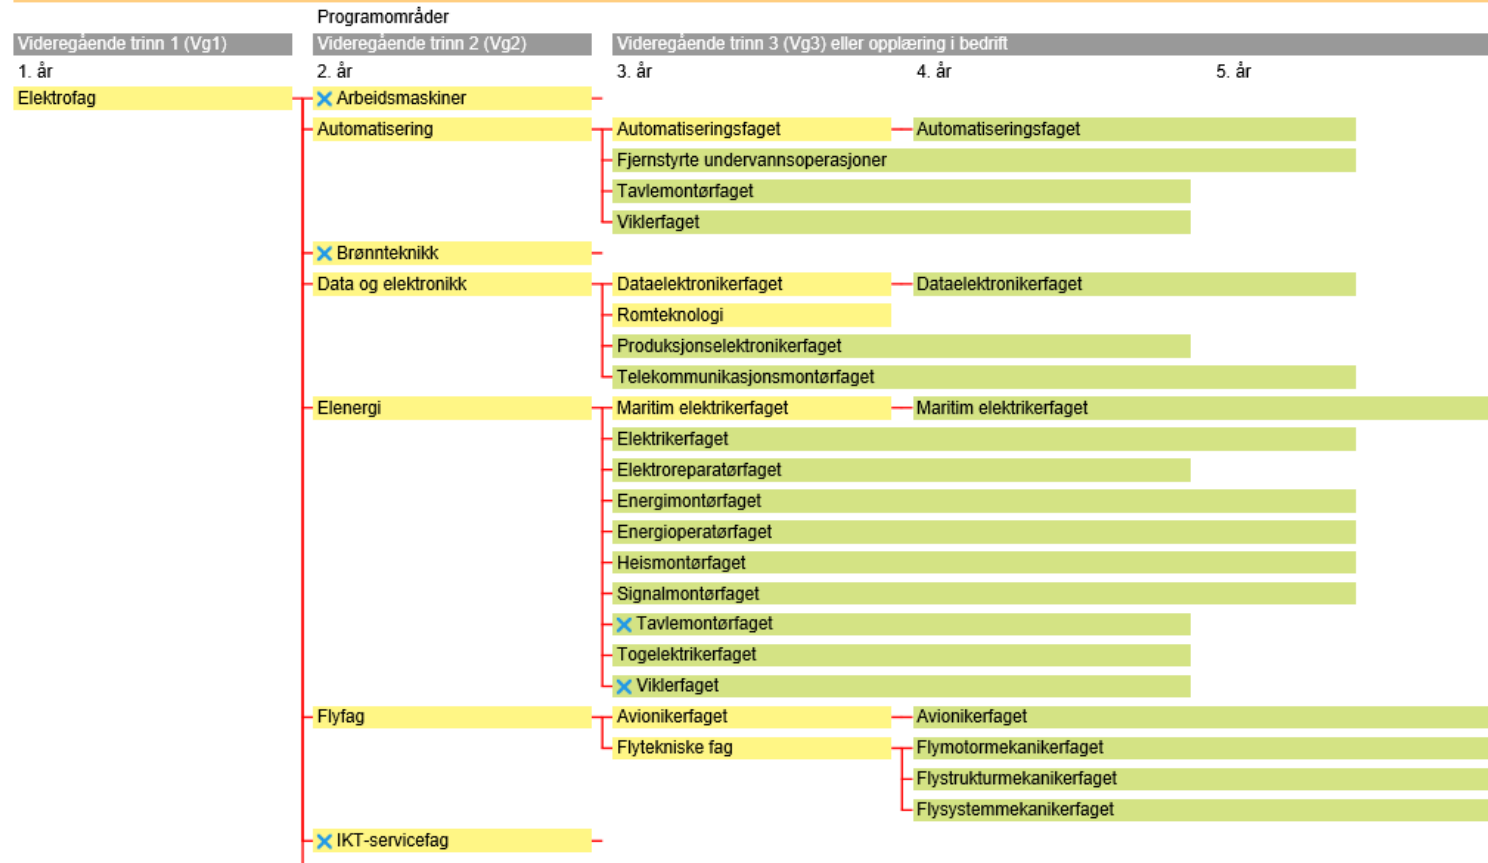 Programområder
Videregående trinn 1 (Vg1) Videregående trinn 2 (Vg2) Videregående trinn 3 (Vg3) eller opplæring i bedrift
1. år 2. år 3. år 4. år 5. år
Elektrofag Arbeidsmaskiner
Automatisering Automatiseringsfaget Automatiseringsfaget
Fjernstyrte undervannsoperasjoner
Tavlemontørfaget
Viklerfaget
Brønnteknikk
Data og elektronikk Dataelektronikerfaget Dataelektronikerfaget
Romteknologi
Produksjonselektronikerfaget
Telekommunikasjonsmontørfaget
Elenergi Maritim elektrikerfaget Maritim elektrikerfaget
Elektrikerfaget
Elektroreparatørfaget
Energimontørfaget
Energioperatørfaget
Heismontørfaget
Signalmontørfaget
Tavlemontørfaget
Togelektrikerfaget
Viklerfaget
Flyfag Avionikerfaget Avionikerfaget
Flytekniske fag Flymotormekanikerfaget
Flystrukturmekanikerfaget
Flysystemmekanikerfaget
IKT-servicefag